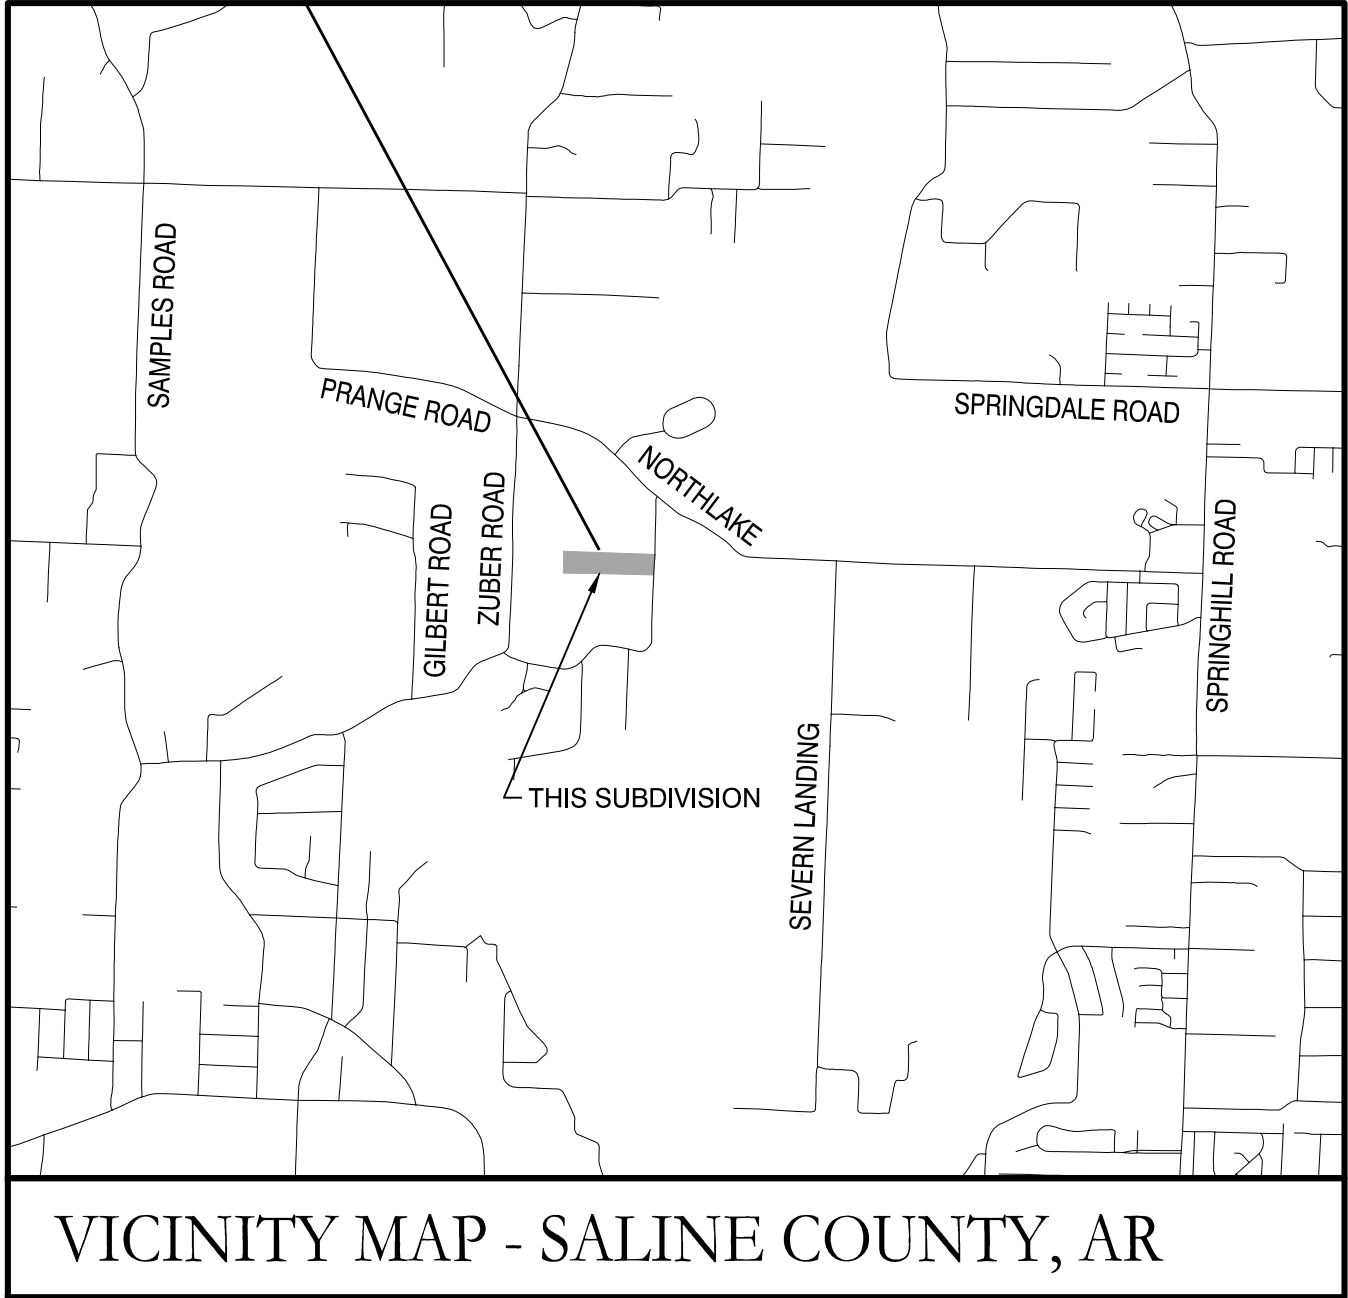 SAMPLES ROAD
PRANGE ROAD
SPRINGDALE ROAD
NORTHLAKE
GILBERT ROAD
ZUBER ROAD
SPRINGHILL ROAD
THIS SUBDIVISION
SEVERN LANDING
VICINITY MAP - SALINE COUNTY, AR